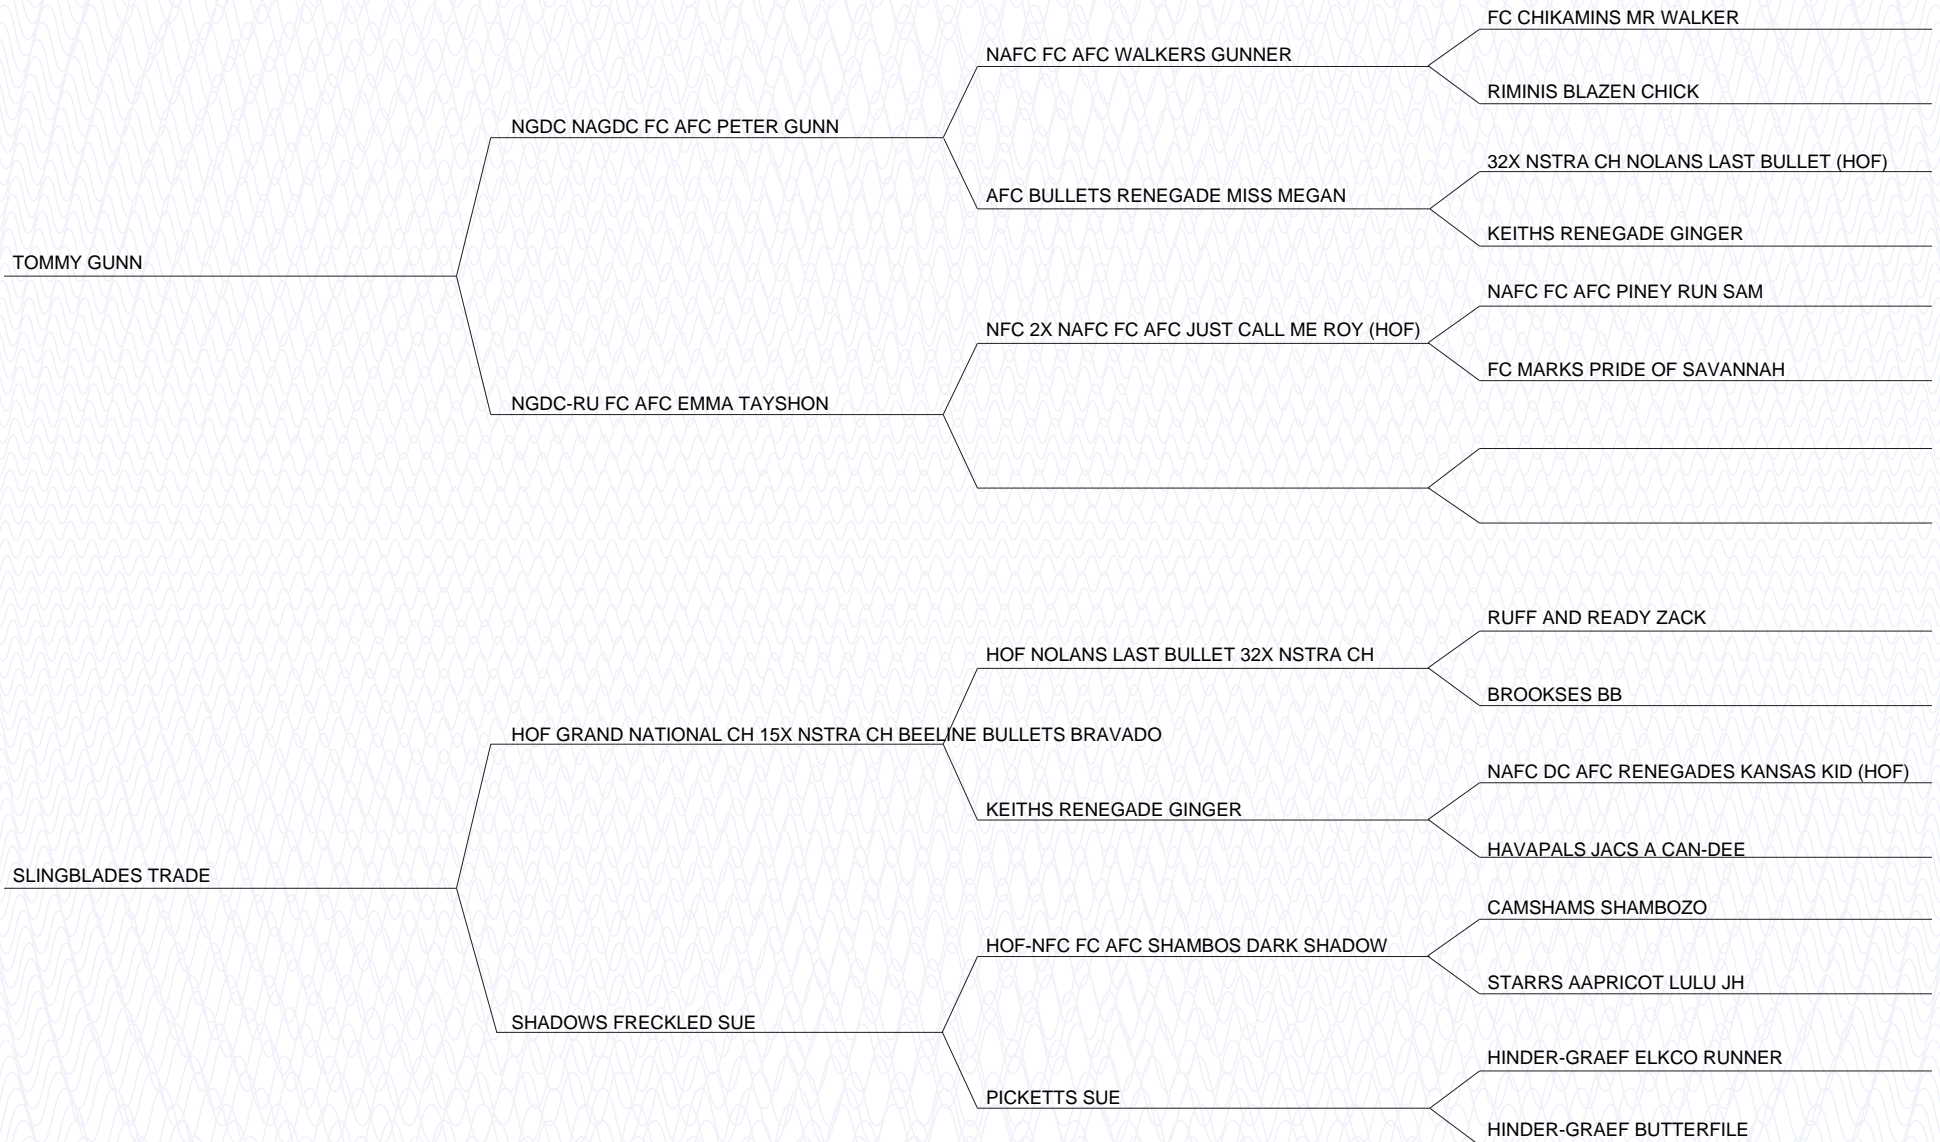 FC CHIKAMINS MR WALKER
NAFC FC AFC WALKERS GUNNER
RIMINIS BLAZEN CHICK
NGDC NAGDC FC AFC PETER GUNN
32X NSTRA CH NOLANS LAST BULLET (HOF)
AFC BULLETS RENEGADE MISS MEGAN
KEITHS RENEGADE GINGER
TOMMY GUNN
NAFC FC AFC PINEY RUN SAM
NFC 2X NAFC FC AFC JUST CALL ME ROY (HOF)
FC MARKS PRIDE OF SAVANNAH
NGDC-RU FC AFC EMMA TAYSHON
RUFF AND READY ZACK
HOF NOLANS LAST BULLET 32X NSTRA CH
BROOKSES BB
HOF GRAND NATIONAL CH 15X NSTRA CH BEELINE BULLETS BRAVADO
NAFC DC AFC RENEGADES KANSAS KID (HOF)
KEITHS RENEGADE GINGER
HAVAPALS JACS A CAN-DEE
SLINGBLADES TRADE
CAMSHAMS SHAMBOZO
HOF-NFC FC AFC SHAMBOS DARK SHADOW
STARRS AAPRICOT LULU JH
SHADOWS FRECKLED SUE
HINDER-GRAEF ELKCO RUNNER
PICKETTS SUE
HINDER-GRAEF BUTTERFILE